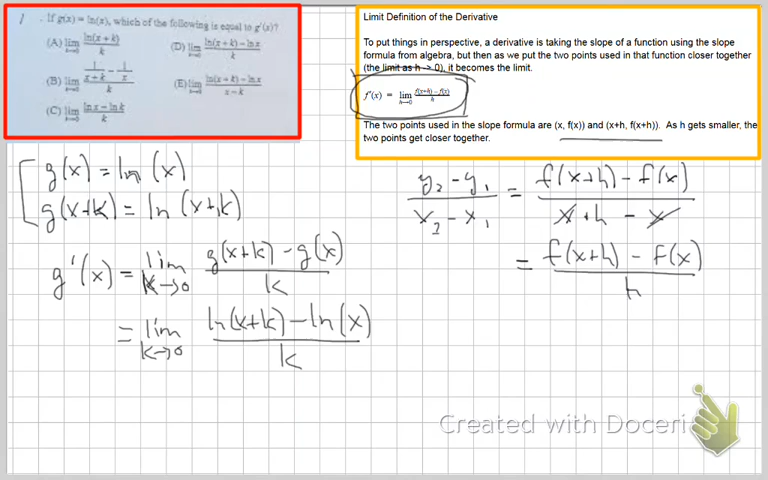 1. If g(x) = ln(x), which of the following is equal to g'(x)?
(A) lim k→0 ln(x + k)/k
(D) lim k→0 (ln(x + k) − ln x)/k
(B) lim k→0 (1/(x + k) − 1/x)/k
(E) lim k→0 (ln(x + k) − ln x)/(x − k)
(C) lim k→0 (ln x − ln k)/k
Limit Definition of the Derivative
To put things in perspective, a derivative is taking the slope of a function using the slope
formula from algebra, but then as we put the two points used in that function closer together
(the limit as h -> 0), it becomes the limit.
f'(x) = lim h→0 (f(x+h) − f(x))/h
The two points used in the slope formula are (x, f(x)) and (x+h, f(x+h)). As h gets smaller, the
two points get closer together.
g(x) = ln(x)
g(x+k) = ln(x+k)
g'(x) = lim k→0 (g(x+k) − g(x))/k
= lim k→0 (ln(x+k) − ln(x))/k
(y₂ − y₁)/(x₂ − x₁) = (f(x+h) − f(x))/(x + h − x)
= (f(x+h) − f(x))/h
Created with Doceri